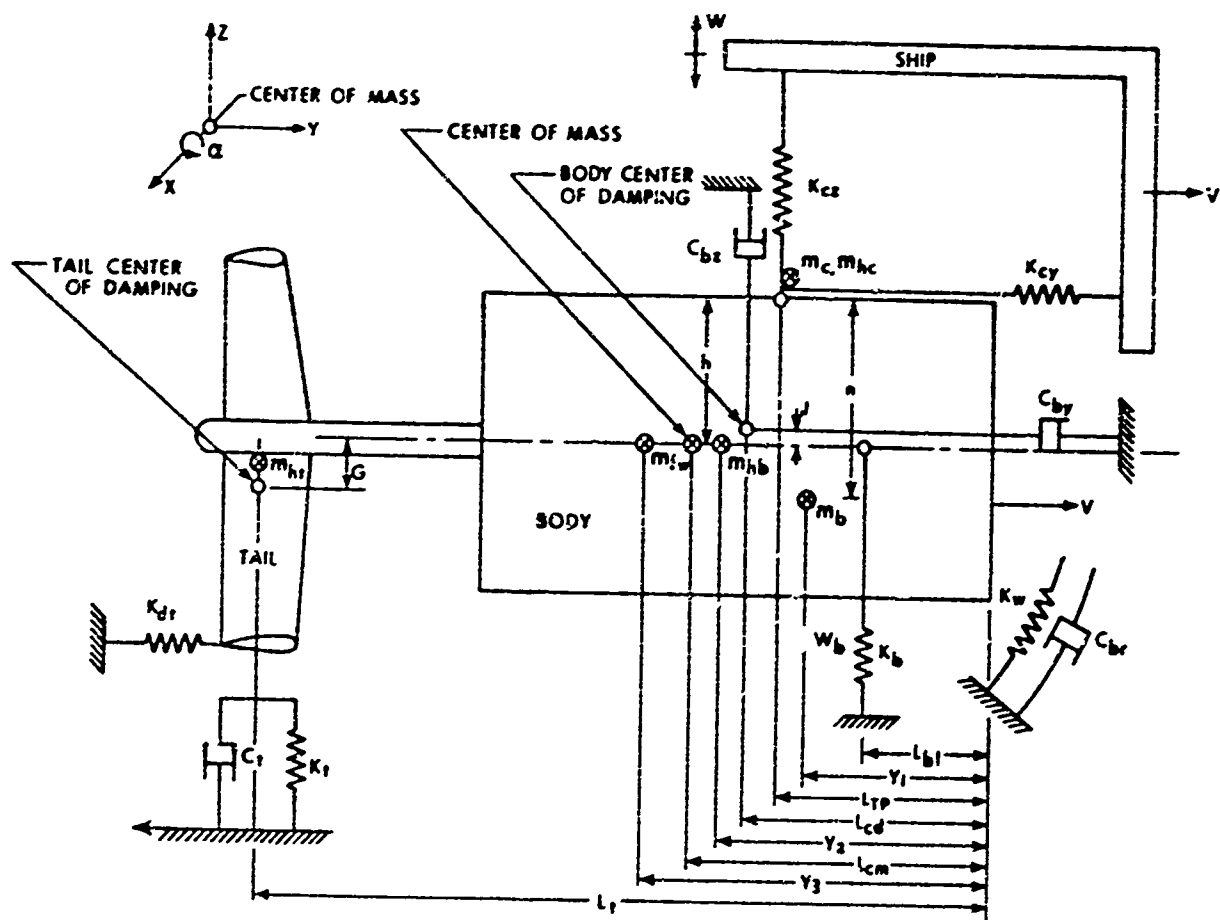 Z
CENTER OF MASS
Y
α
X
W
SHIP
V
CENTER OF MASS
BODY CENTER
OF DAMPING
K_cz
C_bz
TAIL CENTER
OF DAMPING
m_c, m_hc
K_cy
h
n
J
C_by
m_ht
G
m_hb
m_b
V
BODY
TAIL
K_dt
K_w
C_br
W_b
K_b
C_t
K_t
L_bl
Y_1
L_TP
L_cd
Y_2
L_cm
Y_3
L_t